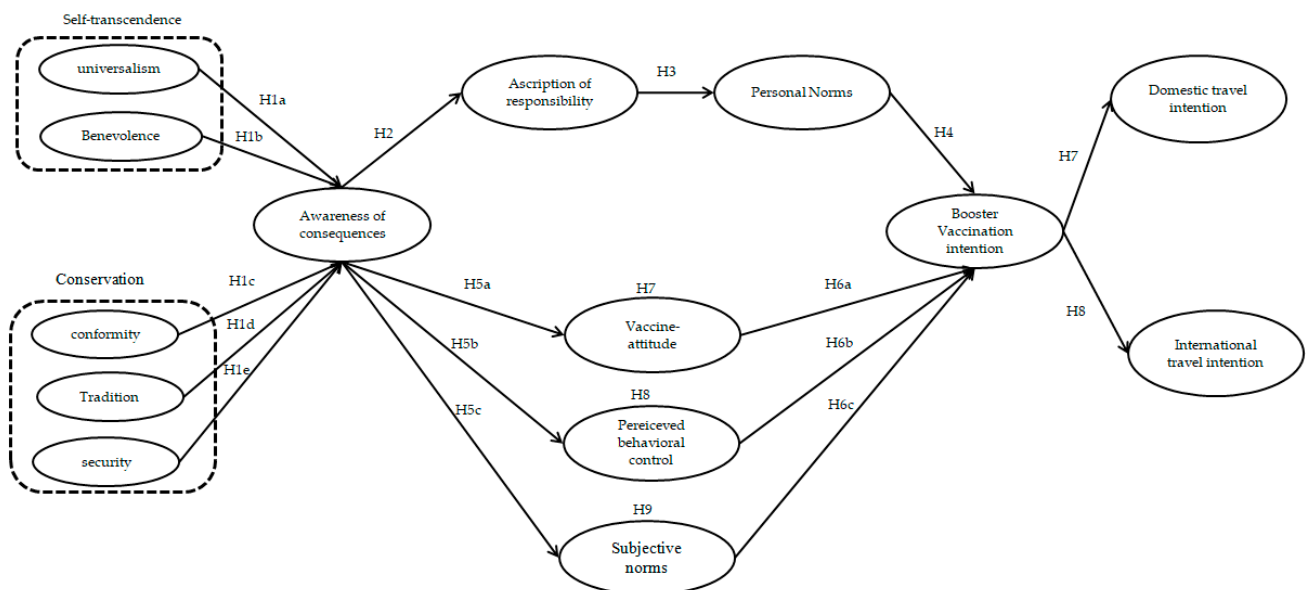 Self-transcendence
universalism
Benevolence
H1a
H1b
H2
Ascription of
responsibility
H3
Personal Norms
H4
Awareness of
consequences
Conservation
conformity
Tradition
security
H1c
H1d
H1e
H5a
H5b
H5c
H7
Vaccine-
attitude
H8
Pereiceved
behavioral
control
H9
Subjective
norms
H6a
H6b
H6c
Booster
Vaccination
intention
H7
H8
Domestic travel
intention
International
travel intention